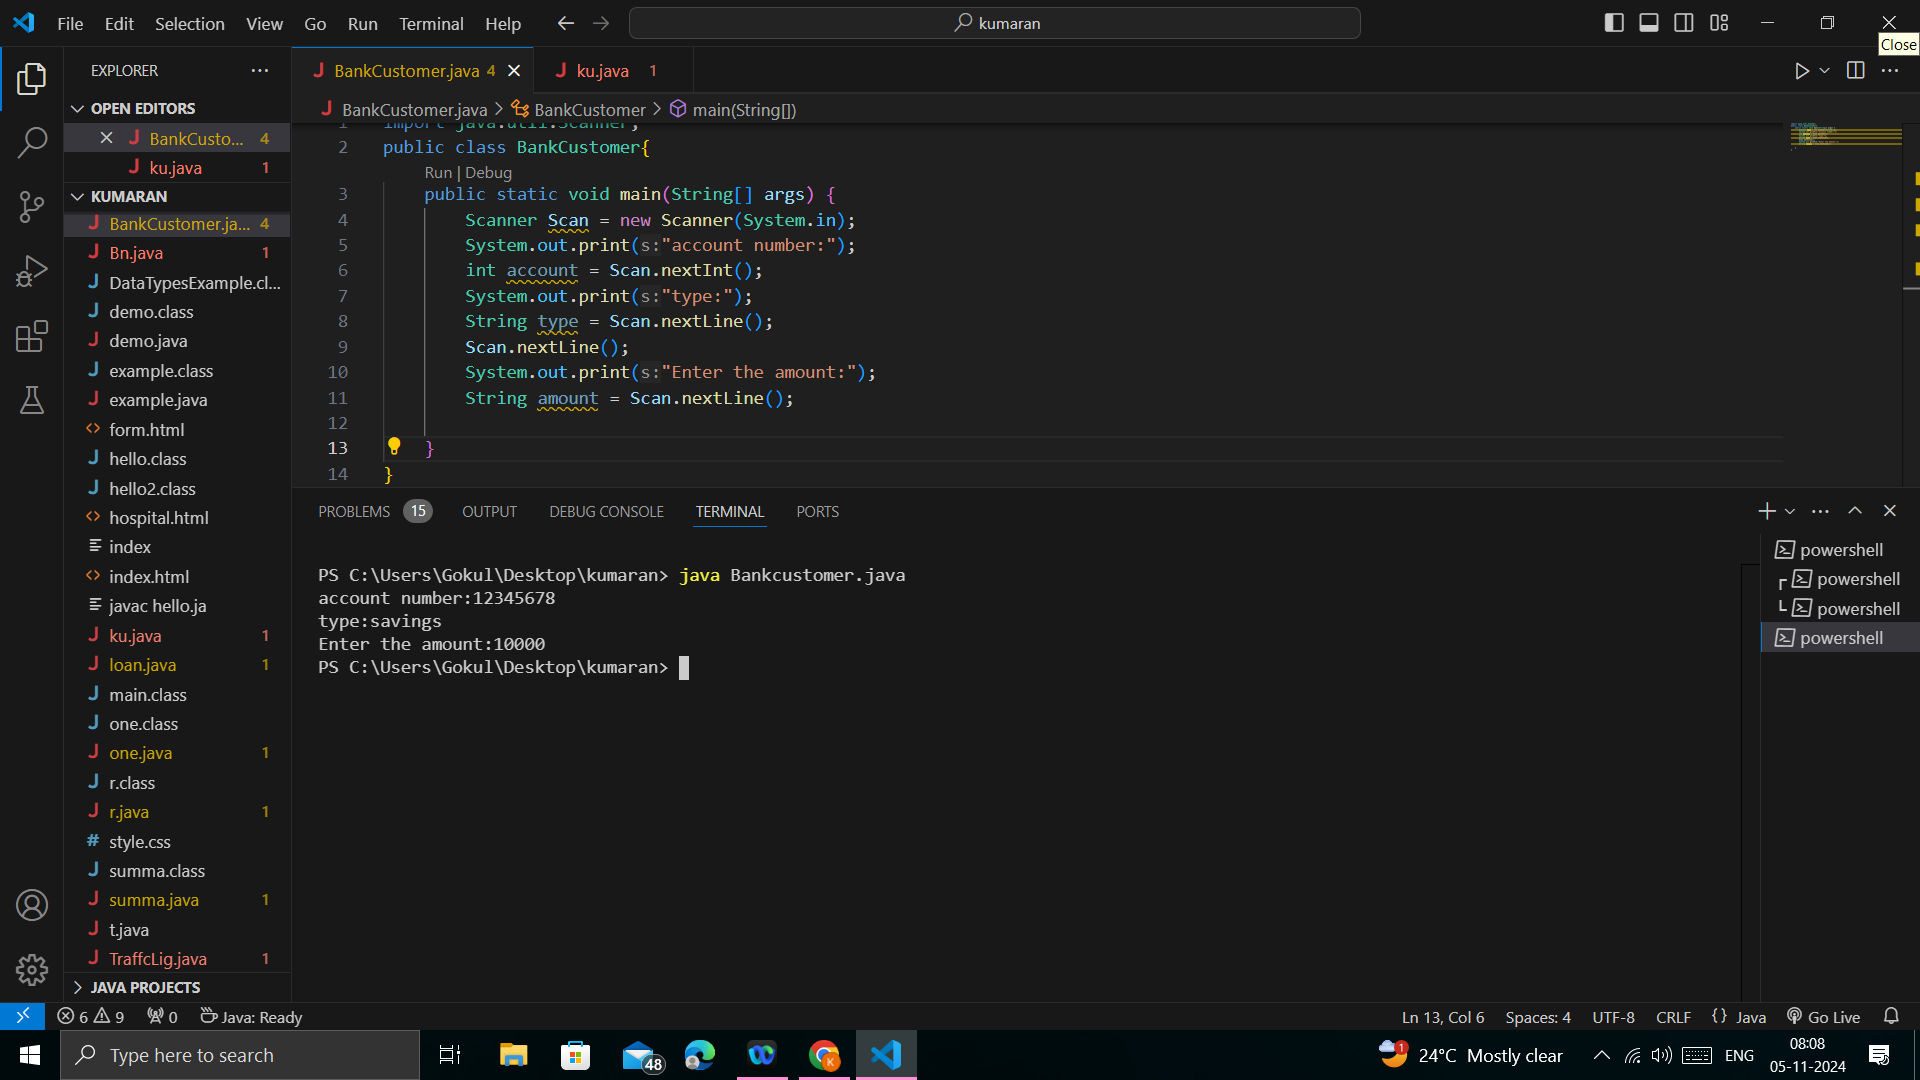 File Edit Selection View Go Run Terminal Help
kumaran
Close
EXPLORER
OPEN EDITORS
BankCusto... 4
ku.java 1
KUMARAN
BankCustomer.ja... 4
Bn.java 1
DataTypesExample.cl...
demo.class
demo.java
example.class
example.java
form.html
hello.class
hello2.class
hospital.html
index
index.html
javac hello.ja
ku.java 1
loan.java 1
main.class
one.class
one.java 1
r.class
r.java 1
style.css
summa.class
summa.java 1
t.java
TraffcLig.java 1
JAVA PROJECTS
BankCustomer.java 4
ku.java 1
BankCustomer.java > BankCustomer > main(String[])
1 import java.util.Scanner;
2 public class BankCustomer{
Run | Debug
3 public static void main(String[] args) {
4 Scanner Scan = new Scanner(System.in);
5 System.out.print(s:"account number:");
6 int account = Scan.nextInt();
7 System.out.print(s:"type:");
8 String type = Scan.nextLine();
9 Scan.nextLine();
10 System.out.print(s:"Enter the amount:");
11 String amount = Scan.nextLine();
12
13 }
14 }
PROBLEMS 15 OUTPUT DEBUG CONSOLE TERMINAL PORTS
PS C:\Users\Gokul\Desktop\kumaran> java Bankcustomer.java
account number:12345678
type:savings
Enter the amount:10000
PS C:\Users\Gokul\Desktop\kumaran>
powershell
powershell
powershell
powershell
6 9 0 Java: Ready
Ln 13, Col 6 Spaces: 4 UTF-8 CRLF {} Java Go Live
Type here to search
48
1
24°C Mostly clear
ENG
08:08
05-11-2024